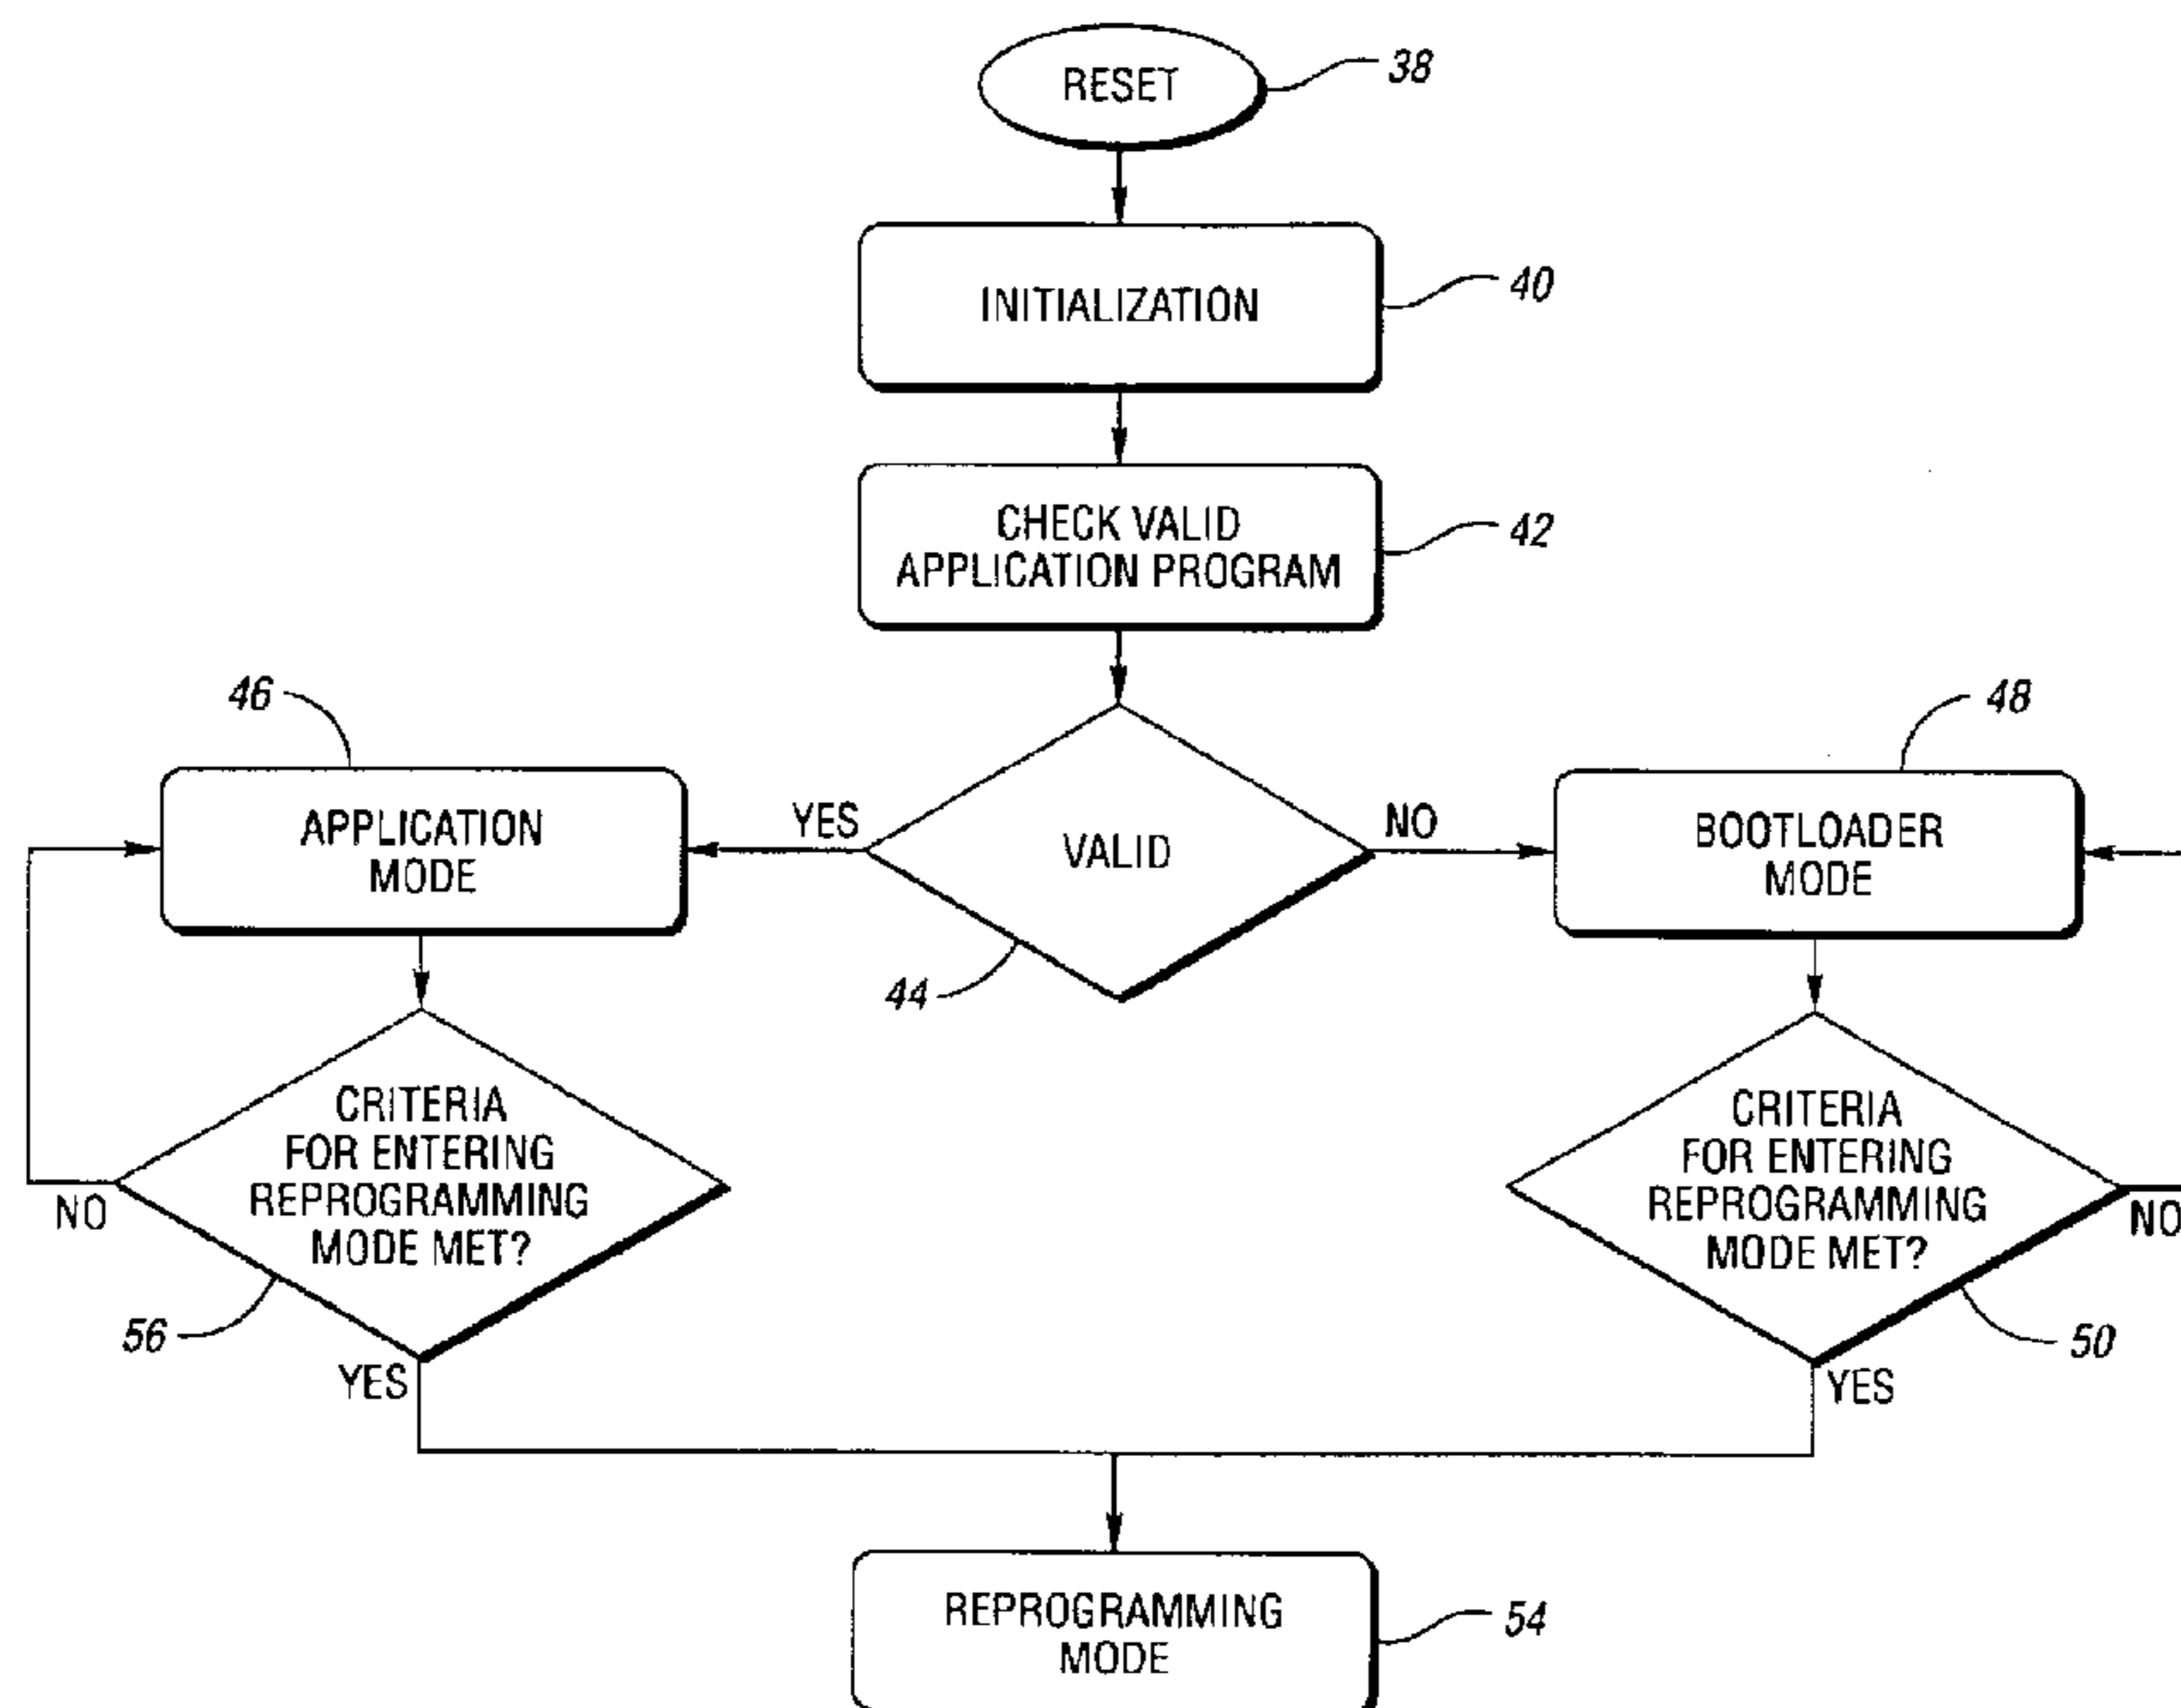 RESET
38
INITIALIZATION
40
CHECK VALID
APPLICATION PROGRAM
42
46
48
APPLICATION
MODE
YES
VALID
NO
BOOTLOADER
MODE
44
CRITERIA
FOR ENTERING
REPROGRAMMING
MODE MET?
NO
56
YES
CRITERIA
FOR ENTERING
REPROGRAMMING
MODE MET?
NO
50
YES
REPROGRAMMING
MODE
54